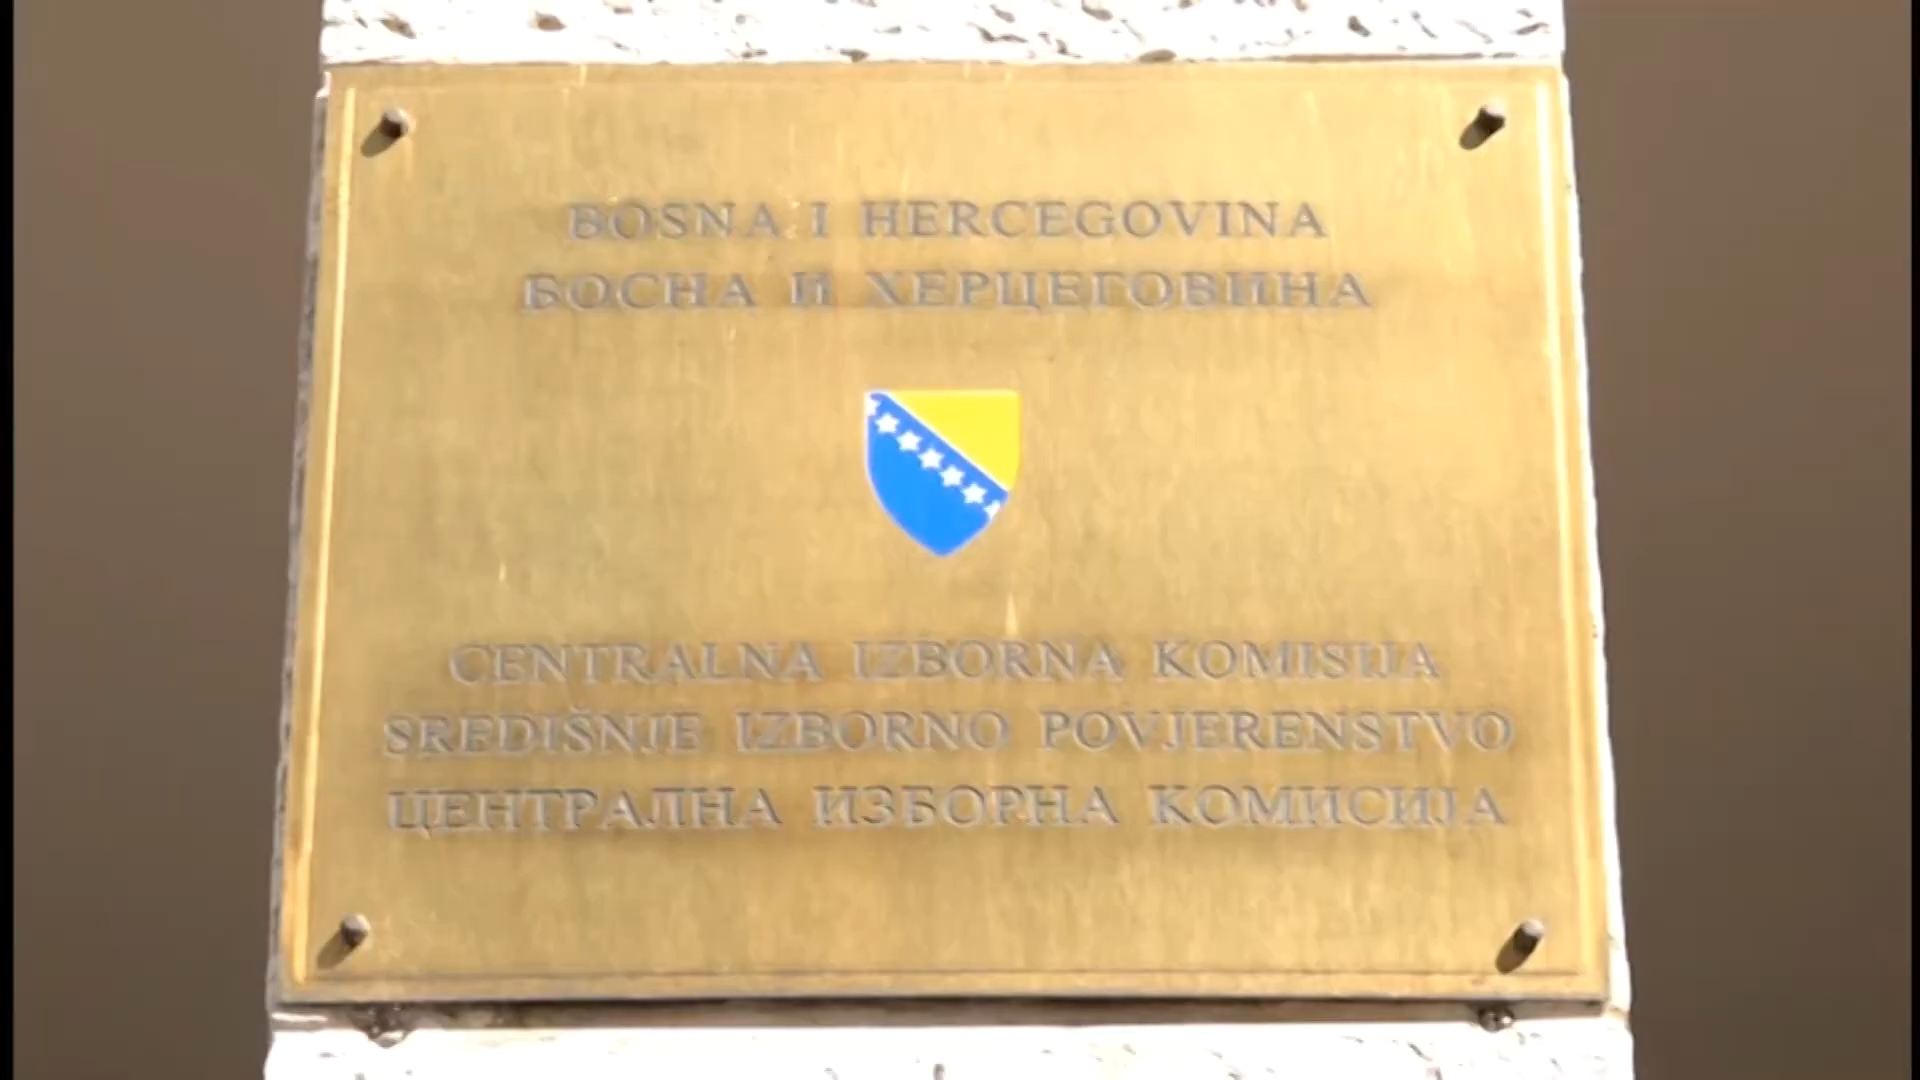 BOSNA I HERCEGOVINA
БОСНА И ХЕРЦЕГОВИНА
CENTRALNA IZBORNA KOMISIJA
SREDIŠNJE IZBORNO POVJERENSTVO
ЦЕНТРАЛНА ИЗБОРНА КОМИСИЈА